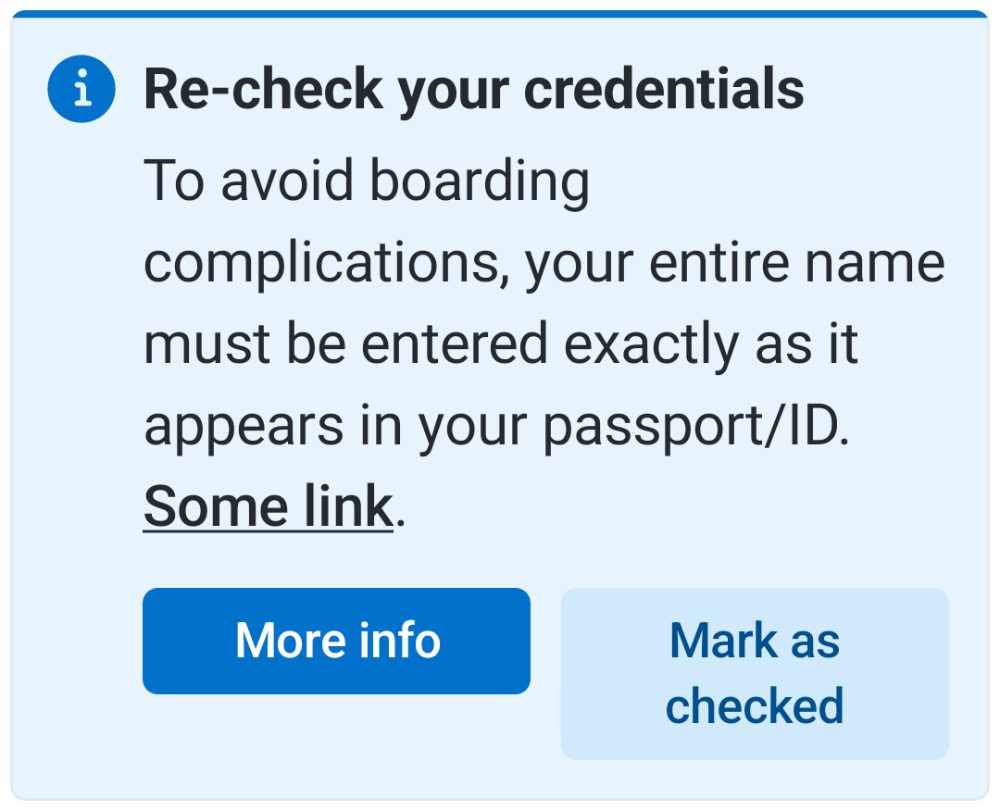 Re-check your credentials
To avoid boarding
complications, your entire name
must be entered exactly as it
appears in your passport/ID.
Some link.
More info
Mark as
checked